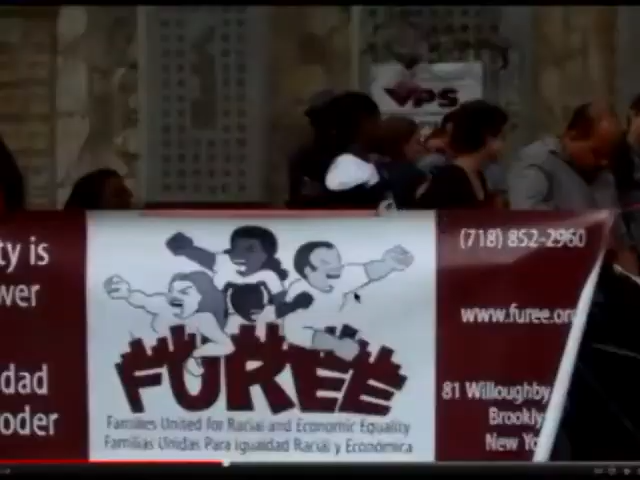 VPS
ty is
wer
dad
oder
FUREE
Families United for Racial and Economic Equality
Familias Unidas Para Igualdad Racial y Económica
(718) 852-2960
www.furee.org
81 Willoughby
Brookly
New Yo